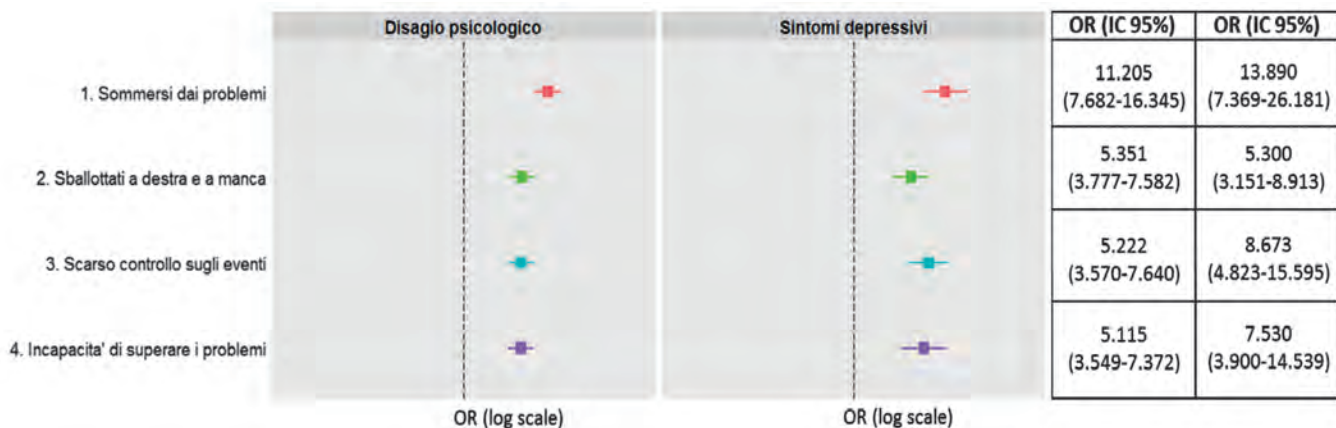 Disagio psicologico
Sintomi depressivi
OR (IC 95%)
OR (IC 95%)
1. Sommersi dai problemi
11.205
(7.682-16.345)
13.890
(7.369-26.181)
2. Sballottati a destra e a manca
5.351
(3.777-7.582)
5.300
(3.151-8.913)
3. Scarso controllo sugli eventi
5.222
(3.570-7.640)
8.673
(4.823-15.595)
4. Incapacita' di superare i problemi
5.115
(3.549-7.372)
7.530
(3.900-14.539)
OR (log scale)
OR (log scale)